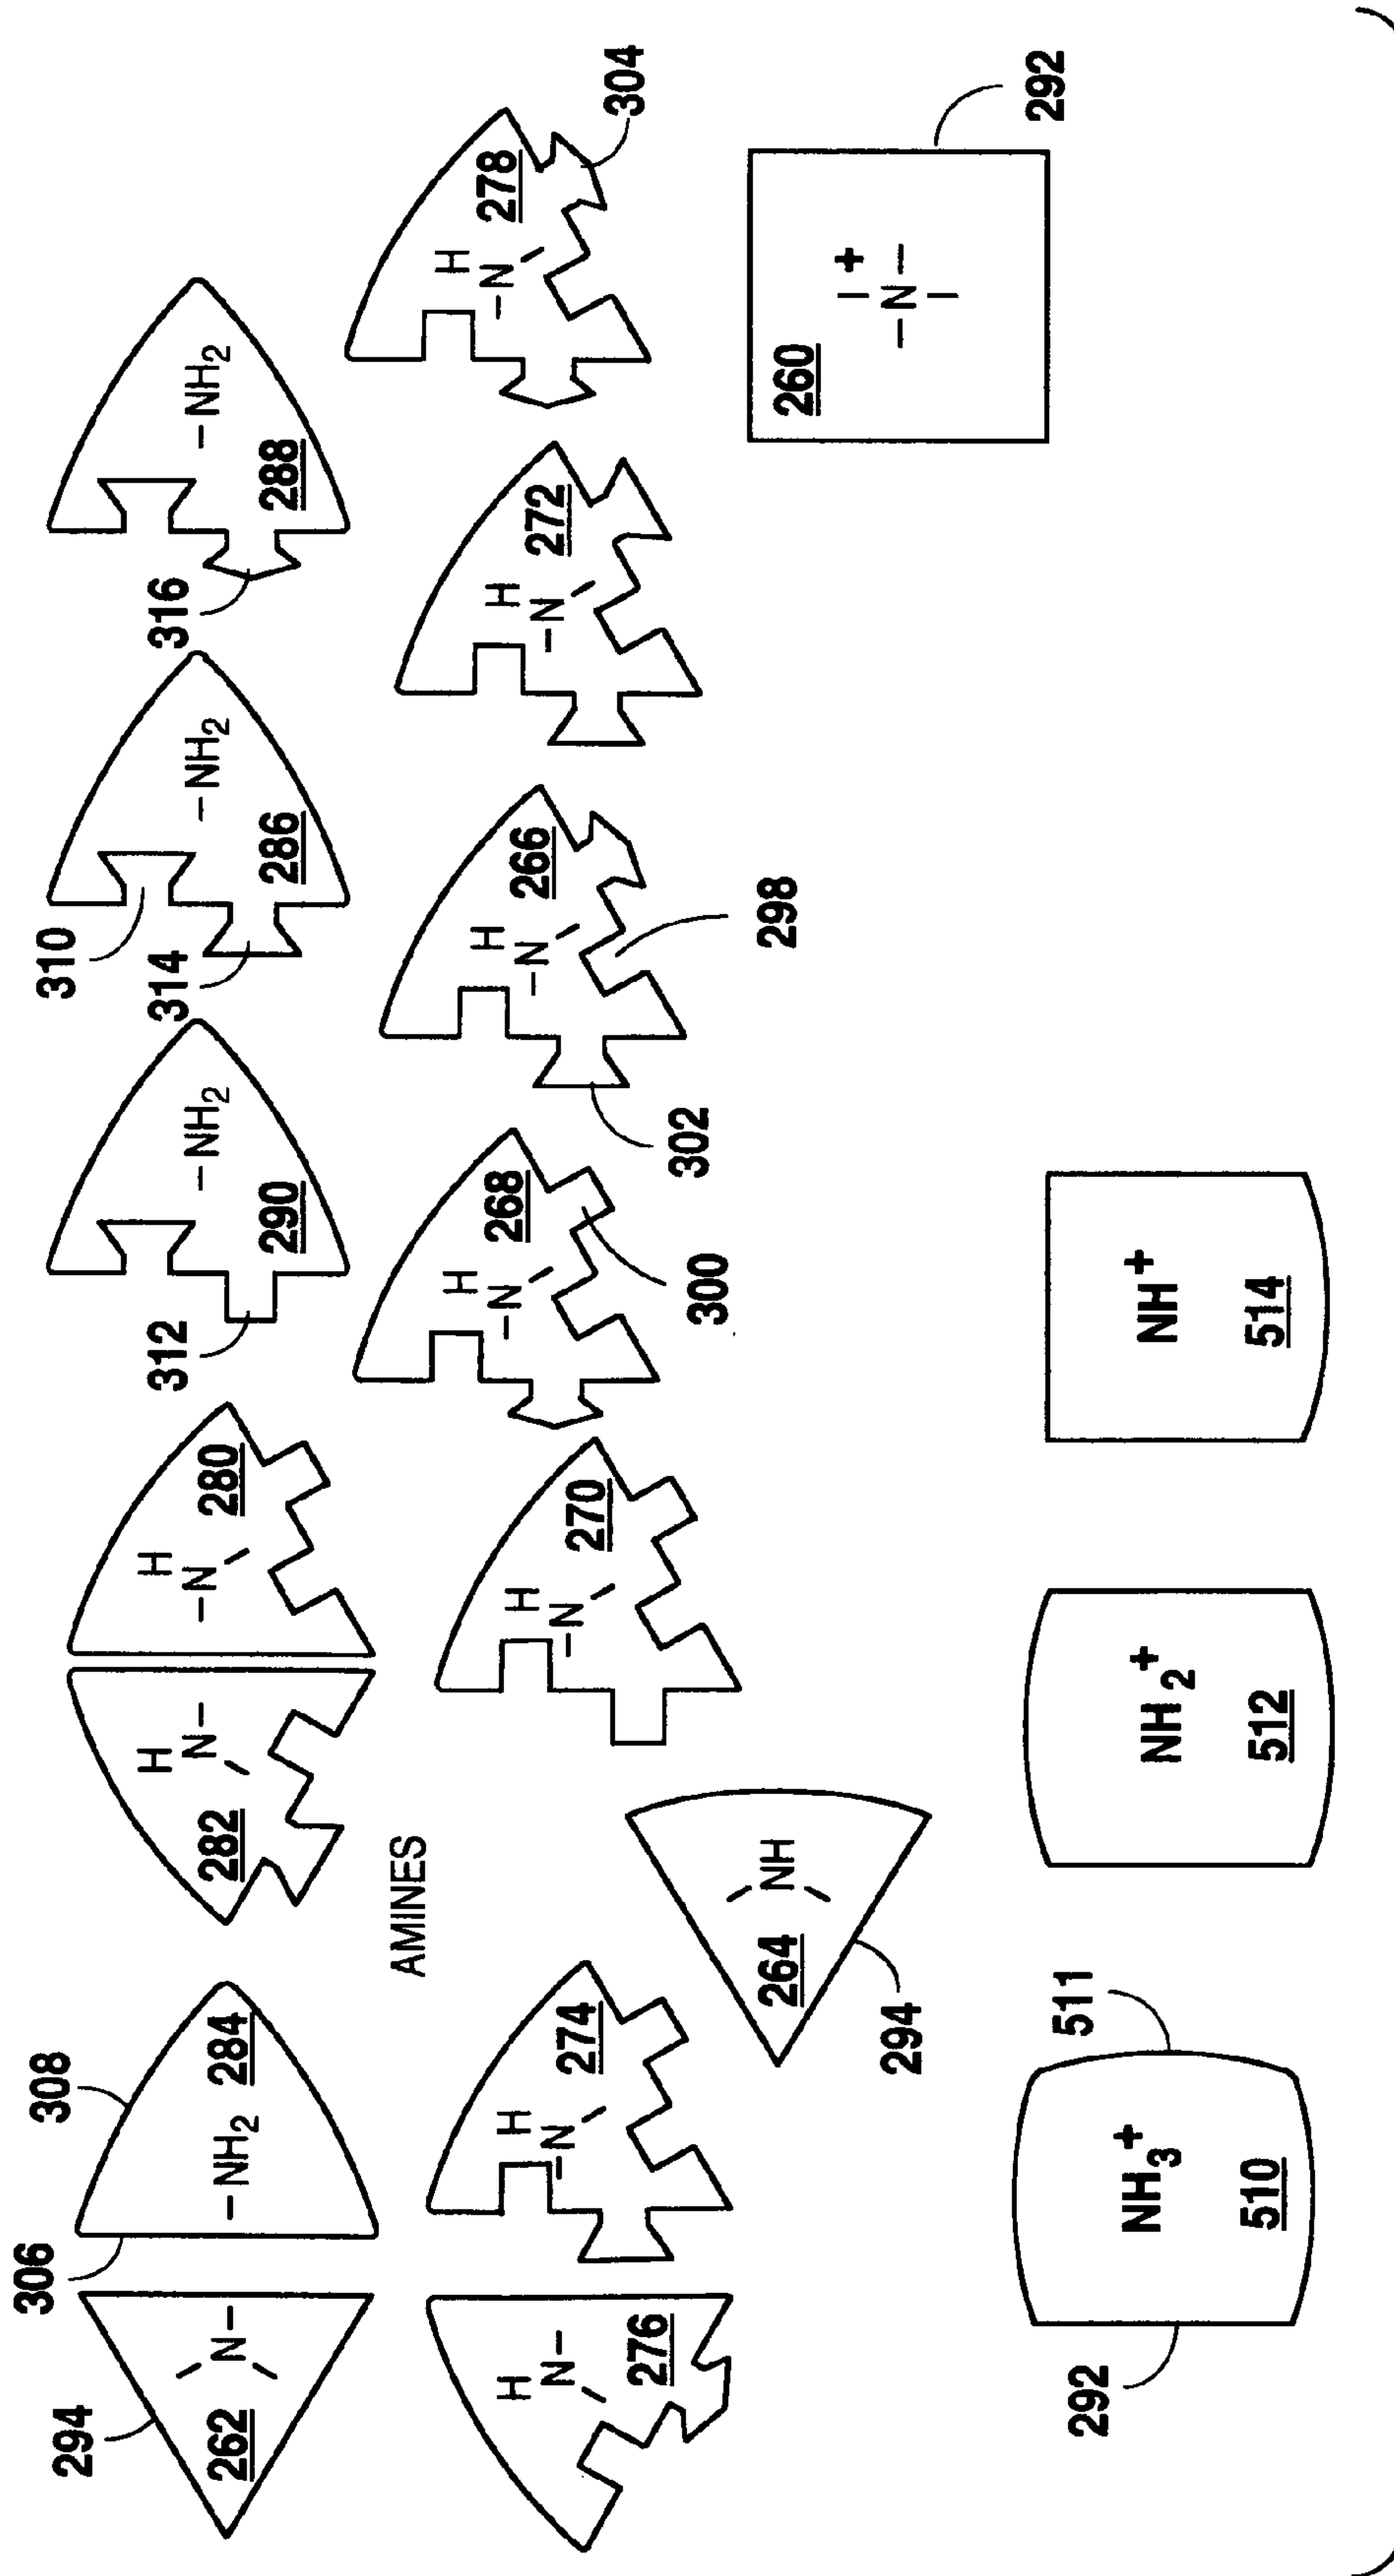 306
308
310
294
312
314
316
262
N
284
–NH2
282
H
N
280
H
N
290
–NH2
286
–NH2
288
–NH2
AMINES
276
H
N
274
H
N
270
H
N
268
H
N
266
H
N
272
H
N
278
H
N
304
264
NH
294
300
302
298
260
N
+
292
292
NH3+
510
511
NH2+
512
NH+
514